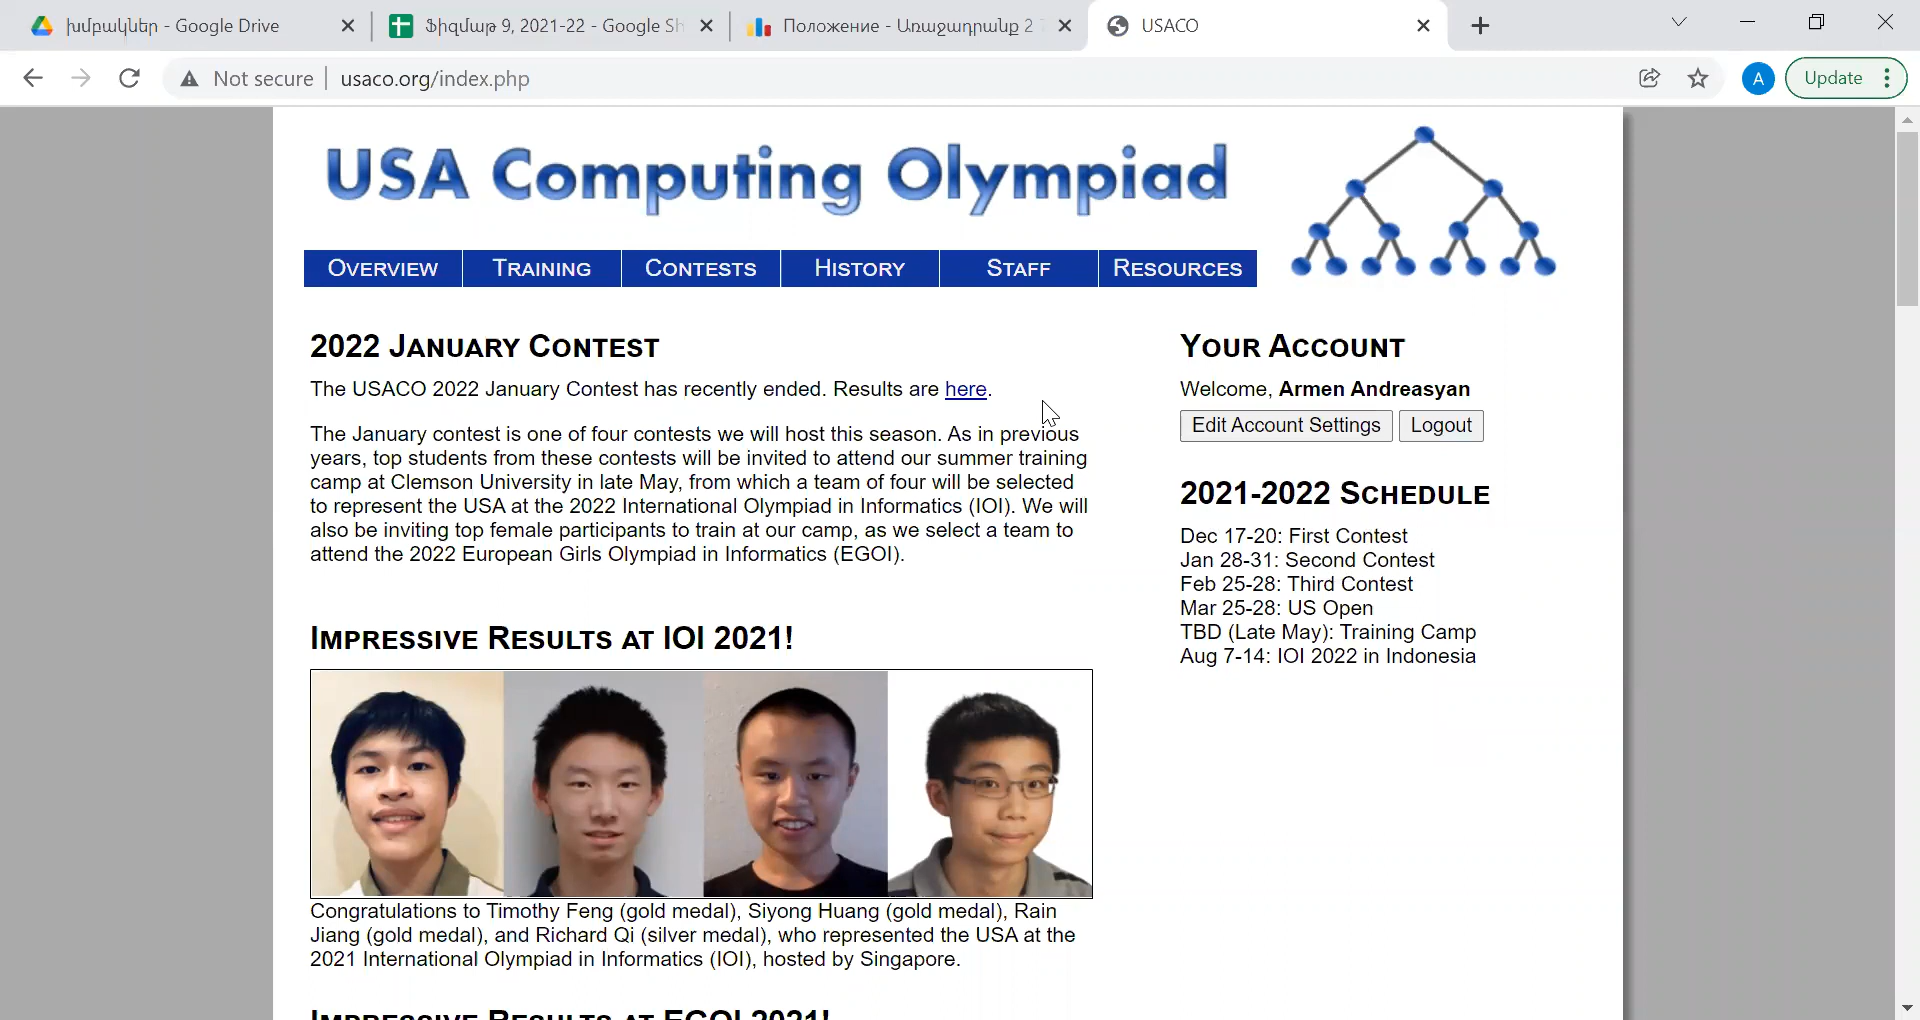 խմբակներ - Google Drive
Ֆիզմաթ 9, 2021-22 - Google Sh
Положение - Առաջադրանք 2
USACO
Not secure
usaco.org/index.php
A
Update
USA Computing Olympiad
OVERVIEW
TRAINING
CONTESTS
HISTORY
STAFF
RESOURCES
2022 JANUARY CONTEST
The USACO 2022 January Contest has recently ended. Results are here.
The January contest is one of four contests we will host this season. As in previous
years, top students from these contests will be invited to attend our summer training
camp at Clemson University in late May, from which a team of four will be selected
to represent the USA at the 2022 International Olympiad in Informatics (IOI). We will
also be inviting top female participants to train at our camp, as we select a team to
attend the 2022 European Girls Olympiad in Informatics (EGOI).
IMPRESSIVE RESULTS AT IOI 2021!
Congratulations to Timothy Feng (gold medal), Siyong Huang (gold medal), Rain
Jiang (gold medal), and Richard Qi (silver medal), who represented the USA at the
2021 International Olympiad in Informatics (IOI), hosted by Singapore.
IMPRESSIVE RESULTS AT EGOI 2021!
YOUR ACCOUNT
Welcome, Armen Andreasyan
Edit Account Settings
Logout
2021-2022 SCHEDULE
Dec 17-20: First Contest
Jan 28-31: Second Contest
Feb 25-28: Third Contest
Mar 25-28: US Open
TBD (Late May): Training Camp
Aug 7-14: IOI 2022 in Indonesia